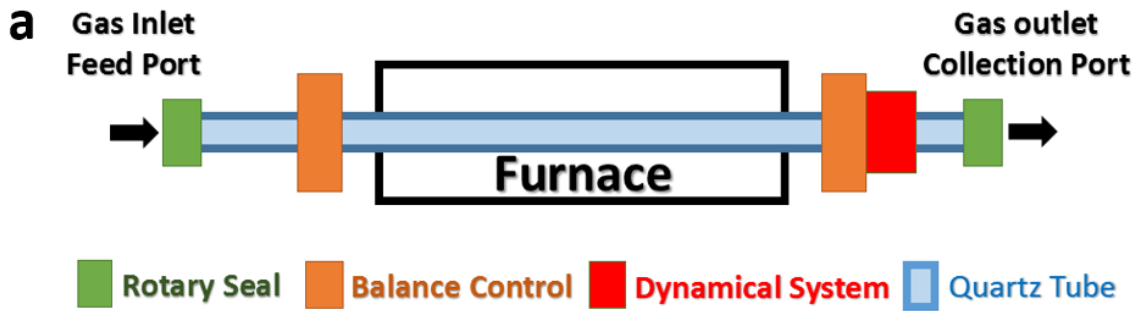 a
Gas Inlet
Feed Port
Gas outlet
Collection Port
Furnace
Rotary Seal
Balance Control
Dynamical System
Quartz Tube